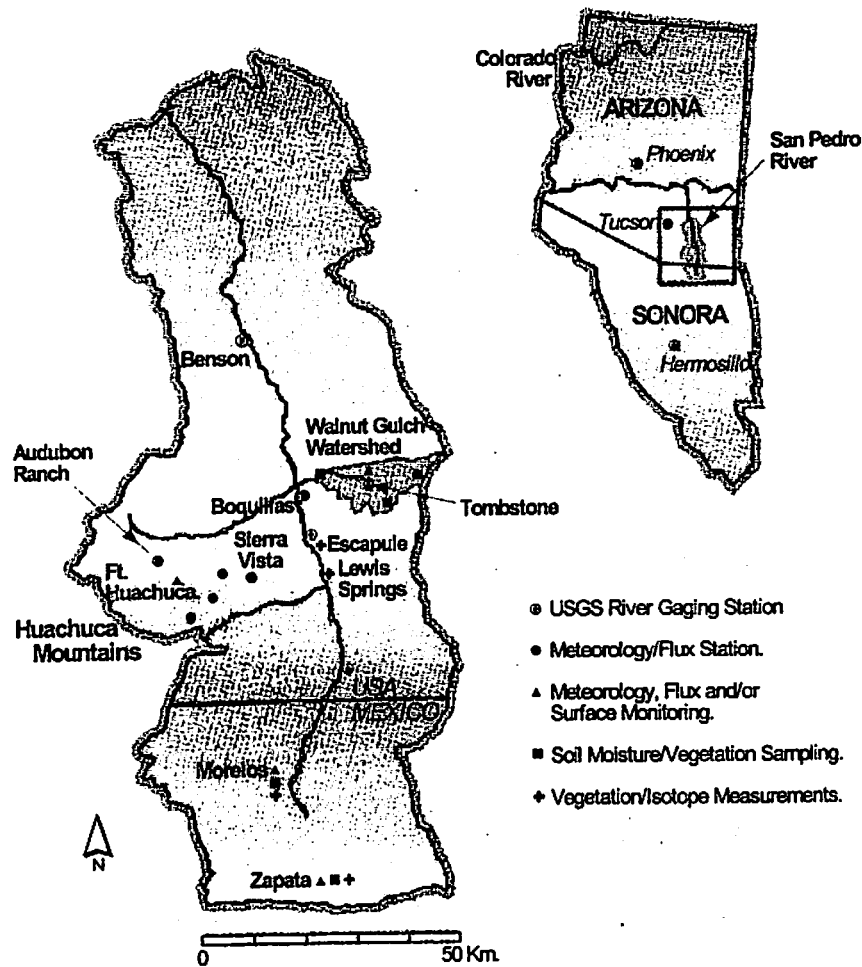 Colorado
River
ARIZONA
Phoenix
San Pedro
River
Tucson
SONORA
Hermosillo
Benson
Walnut Gulch
Watershed
Audubon
Ranch
Boquillas
Tombstone
Sierra
Vista
Escapule
Ft.
Huachuca
Lewis
Springs
Huachuca
Mountains
USA
MEXICO
Morelos
Zapata
N
0
50 Km.
USGS River Gaging Station
Meteorology/Flux Station.
Meteorology, Flux and/or
Surface Monitoring.
Soil Moisture/Vegetation Sampling.
Vegetation/Isotope Measurements.